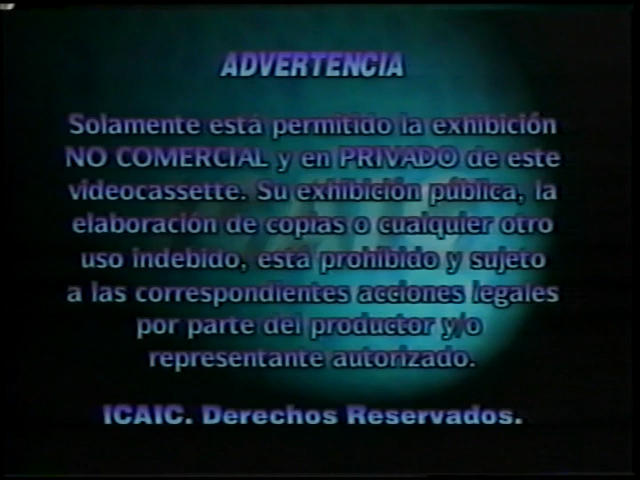 ADVERTENCIA
Solamente está permitido la exhibición
NO COMERCIAL y en PRIVADO de este
videocassette. Su exhibición pública, la
elaboración de copias o cualquier otro
uso indebido, está prohibido y sujeto
a las correspondientes acciones legales
por parte del productor y/o
representante autorizado.
ICAIC. Derechos Reservados.